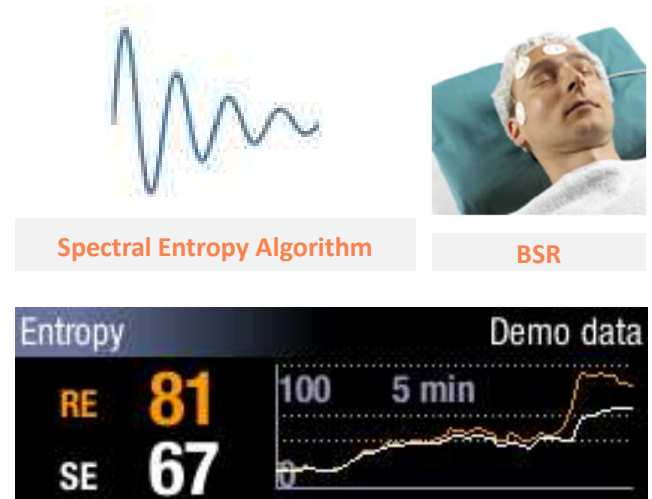 Spectral Entropy Algorithm
BSR
Entropy
Demo data
RE 81
SE 67
100
5 min
0